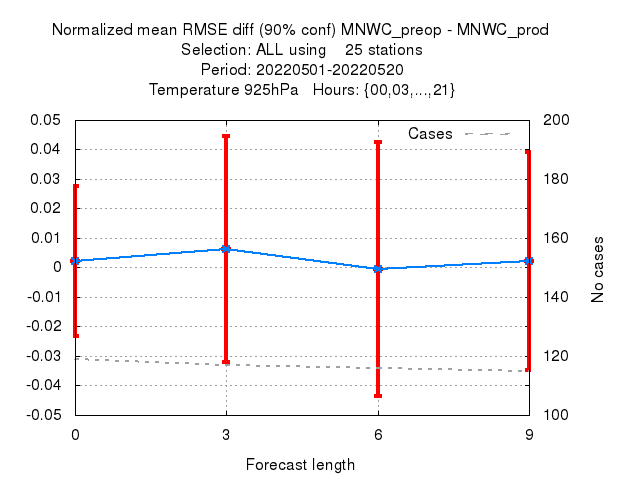 Normalized mean RMSE diff (90% conf) MNWC_preop - MNWC_prod
Selection: ALL using    25 stations
Period: 20220501-20220520
Temperature 925hPa   Hours: {00,03,...,21}
Cases
0.05
0.04
0.03
0.02
0.01
0
-0.01
-0.02
-0.03
-0.04
-0.05
200
180
160
140
120
100
No cases
0 3 6 9
Forecast length